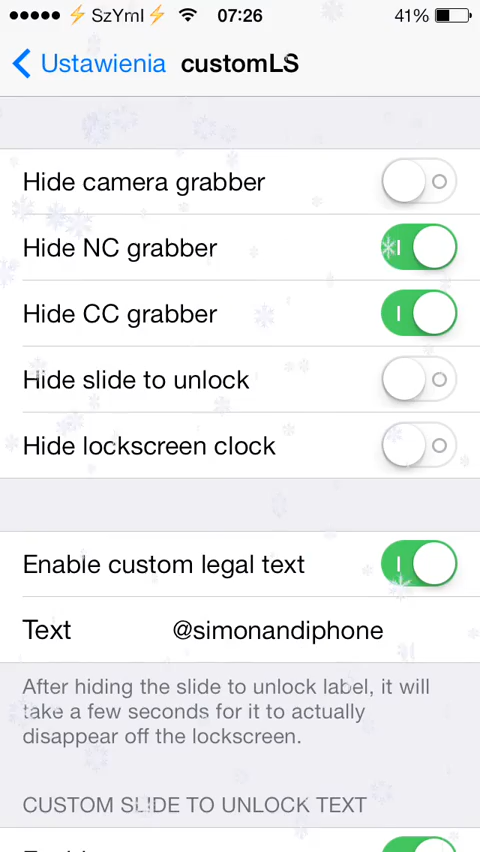 SzYmI 07:26 41%
Ustawienia customLS
Hide camera grabber
Hide NC grabber
Hide CC grabber
Hide slide to unlock
Hide lockscreen clock
Enable custom legal text
Text @simonandiphone
After hiding the slide to unlock label, it will
take a few seconds for it to actually
disappear off the lockscreen.
CUSTOM SLIDE TO UNLOCK TEXT